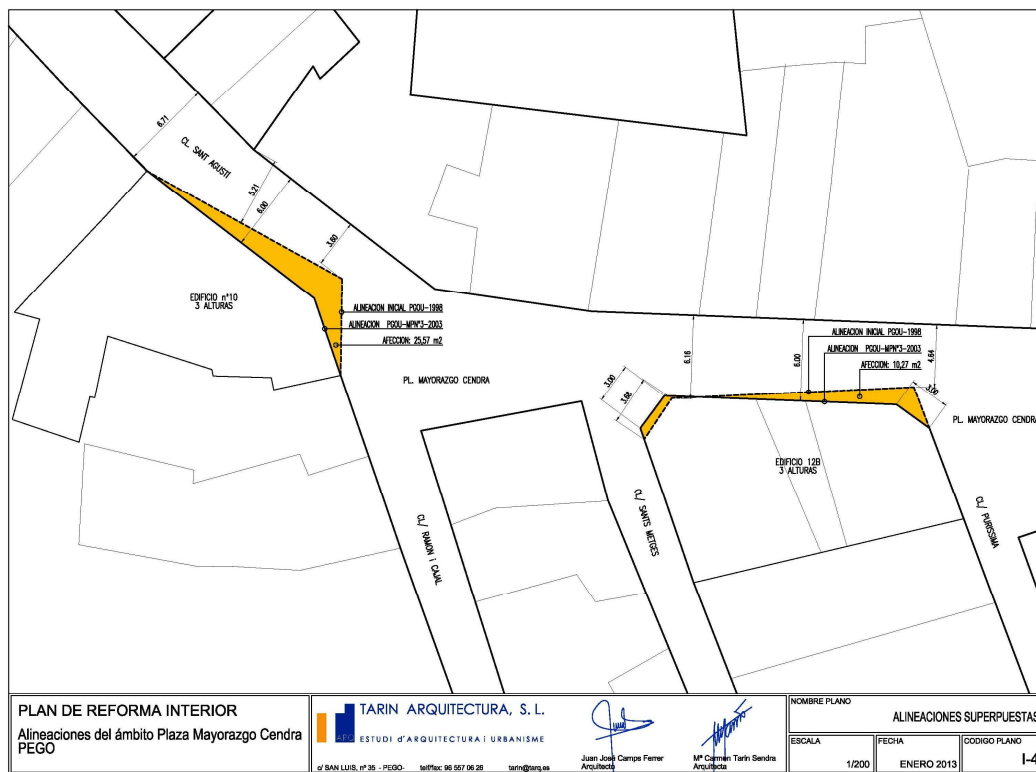 6.71
CL. SANT AGUSTÍ
5.21
6.00
3.60
EDIFICIO nº10
3 ALTURAS
ALINEACION INICIAL PGOU-1998
ALINEACION PGOU-MPNº3-2003
AFECCION: 25,57 m2
PL. MAYORAZGO CENDRA
6.16
6.00
4.64
ALINEACION INICIAL PGOU-1998
ALINEACION PGOU-MPNº3-2003
AFECCION: 10,27 m2
3.00
3.68
3.00
PL. MAYORAZGO CENDRA
EDIFICIO 12B
3 ALTURAS
CL/ RAMON i CAJAL
CL/ SANTS METGES
CL/ PURISSIMA
PLAN DE REFORMA INTERIOR
Alineaciones del ámbito Plaza Mayorazgo Cendra
PEGO
TARIN ARQUITECTURA, S. L.
ESTUDI d'ARQUITECTURA i URBANISME
c/ SAN LUIS, nº 35 - PEGO- telf/fax: 96 557 06 26 tarin@tarq.es
Juan José Camps Ferrer
Arquitecto
Mª Carmen Tarín Sendra
Arquitecta
NOMBRE PLANO
ALINEACIONES SUPERPUESTAS
ESCALA
1/200
FECHA
ENERO 2013
CODIGO PLANO
I-4